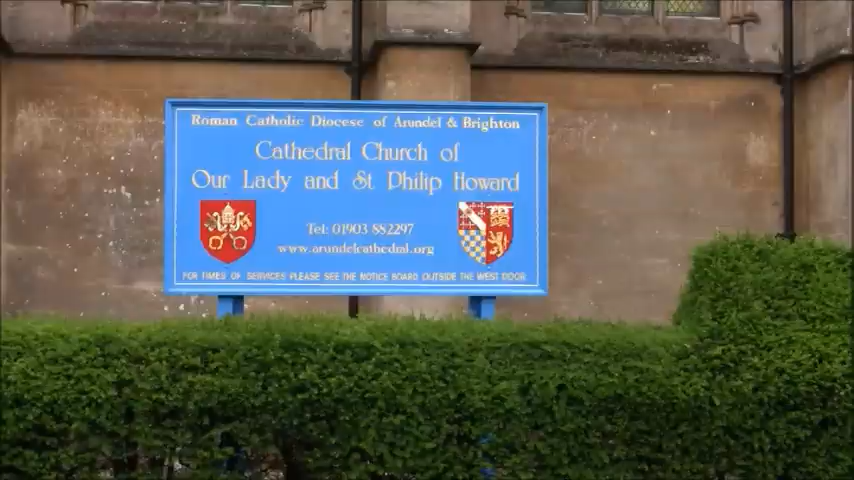 Roman Catholic Diocese of Arundel & Brighton
Cathedral Church of
Our Lady and St Philip Howard
Tel: 01903 882297
www.arundelcathedral.org
FOR TIMES OF SERVICES PLEASE SEE THE NOTICE BOARD OUTSIDE THE WEST DOOR